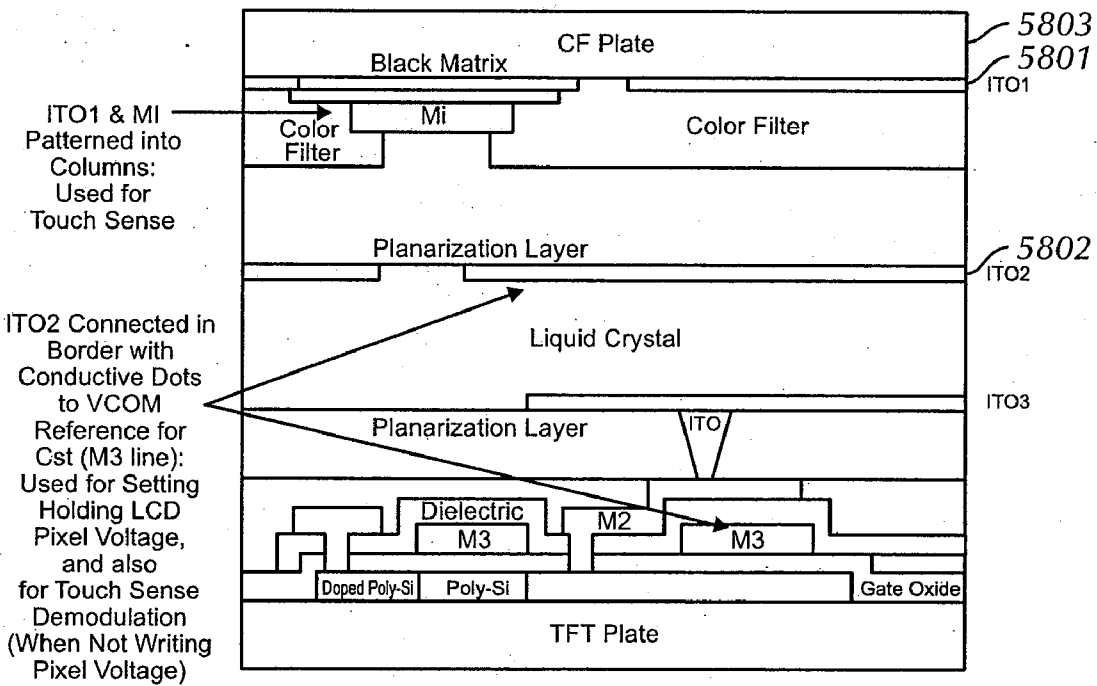 CF Plate
5803
Black Matrix
5801
ITO1
ITO1 & MI
Patterned into
Columns:
Used for
Touch Sense
Mi
Color
Filter
Color Filter
Planarization Layer
5802
ITO2
ITO2 Connected in
Border with
Conductive Dots
to VCOM
Reference for
Cst (M3 line):
Used for Setting
Holding LCD
Pixel Voltage,
and also
for Touch Sense
Demodulation
(When Not Writing
Pixel Voltage)
Liquid Crystal
ITO3
Planarization Layer
ITO
Dielectric
M2
M3
M3
Doped Poly-Si
Poly-Si
Gate Oxide
TFT Plate